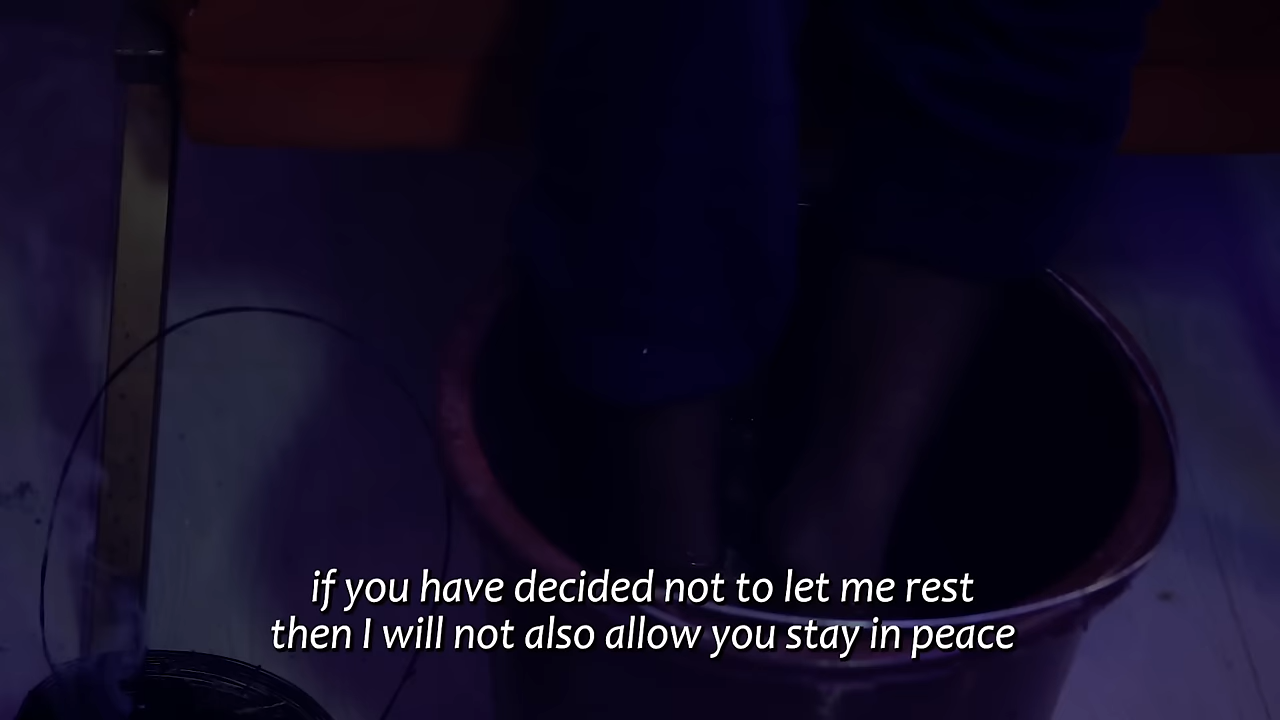 if you have decided not to let me rest
then I will not also allow you stay in peace